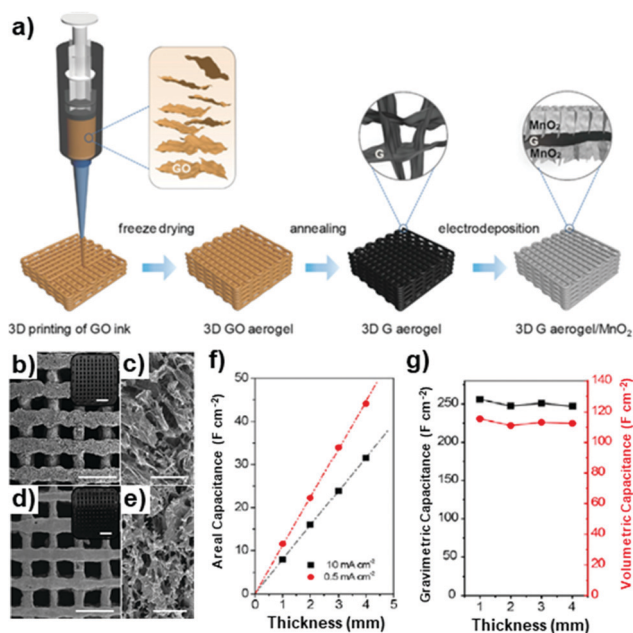 a)
GO
G
MnO₂
G
MnO₂
freeze drying
annealing
electrodeposition
3D printing of GO ink
3D GO aerogel
3D G aerogel
3D G aerogel/MnO₂
b)
c)
d)
e)
f)
50
40
30
20
10
0
Areal Capacitance (F cm⁻²)
10 mA cm⁻²
0.5 mA cm⁻²
0 1 2 3 4 5
Thickness (mm)
g)
250
200
150
100
50
0
Gravimetric Capacitance (F cm⁻²)
140
120
100
80
60
40
20
0
Volumetric Capacitance (F cm⁻²)
1 2 3 4
Thickness (mm)